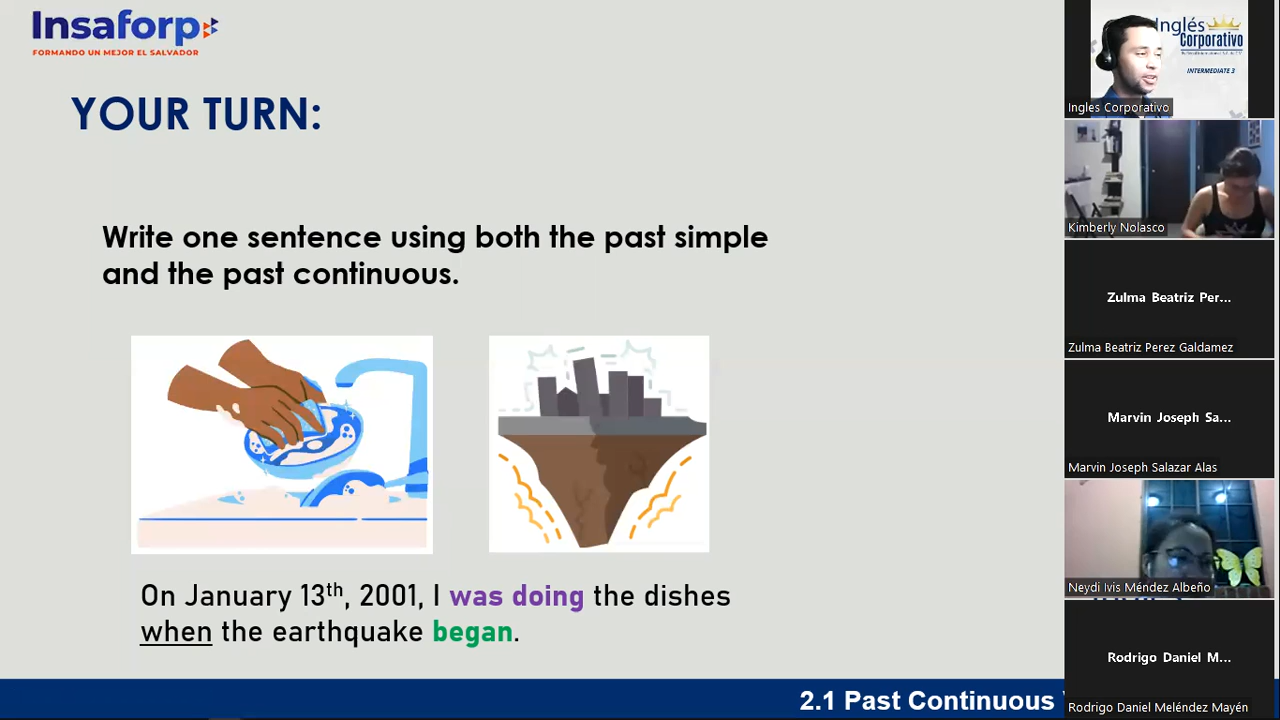 Insaforp
FORMANDO UN MEJOR EL SALVADOR
YOUR TURN:
Write one sentence using both the past simple
and the past continuous.
On January 13th, 2001, I was doing the dishes
when the earthquake began.
2.1 Past Continuous
Inglés
Corporativo
INTERMEDIATE 3
Ingles Corporativo
Kimberly Nolasco
Zulma Beatriz Per...
Zulma Beatriz Perez Galdamez
Marvin Joseph Sa...
Marvin Joseph Salazar Alas
Neydi Ivis Méndez Albeño
Rodrigo Daniel M...
Rodrigo Daniel Meléndez Mayén